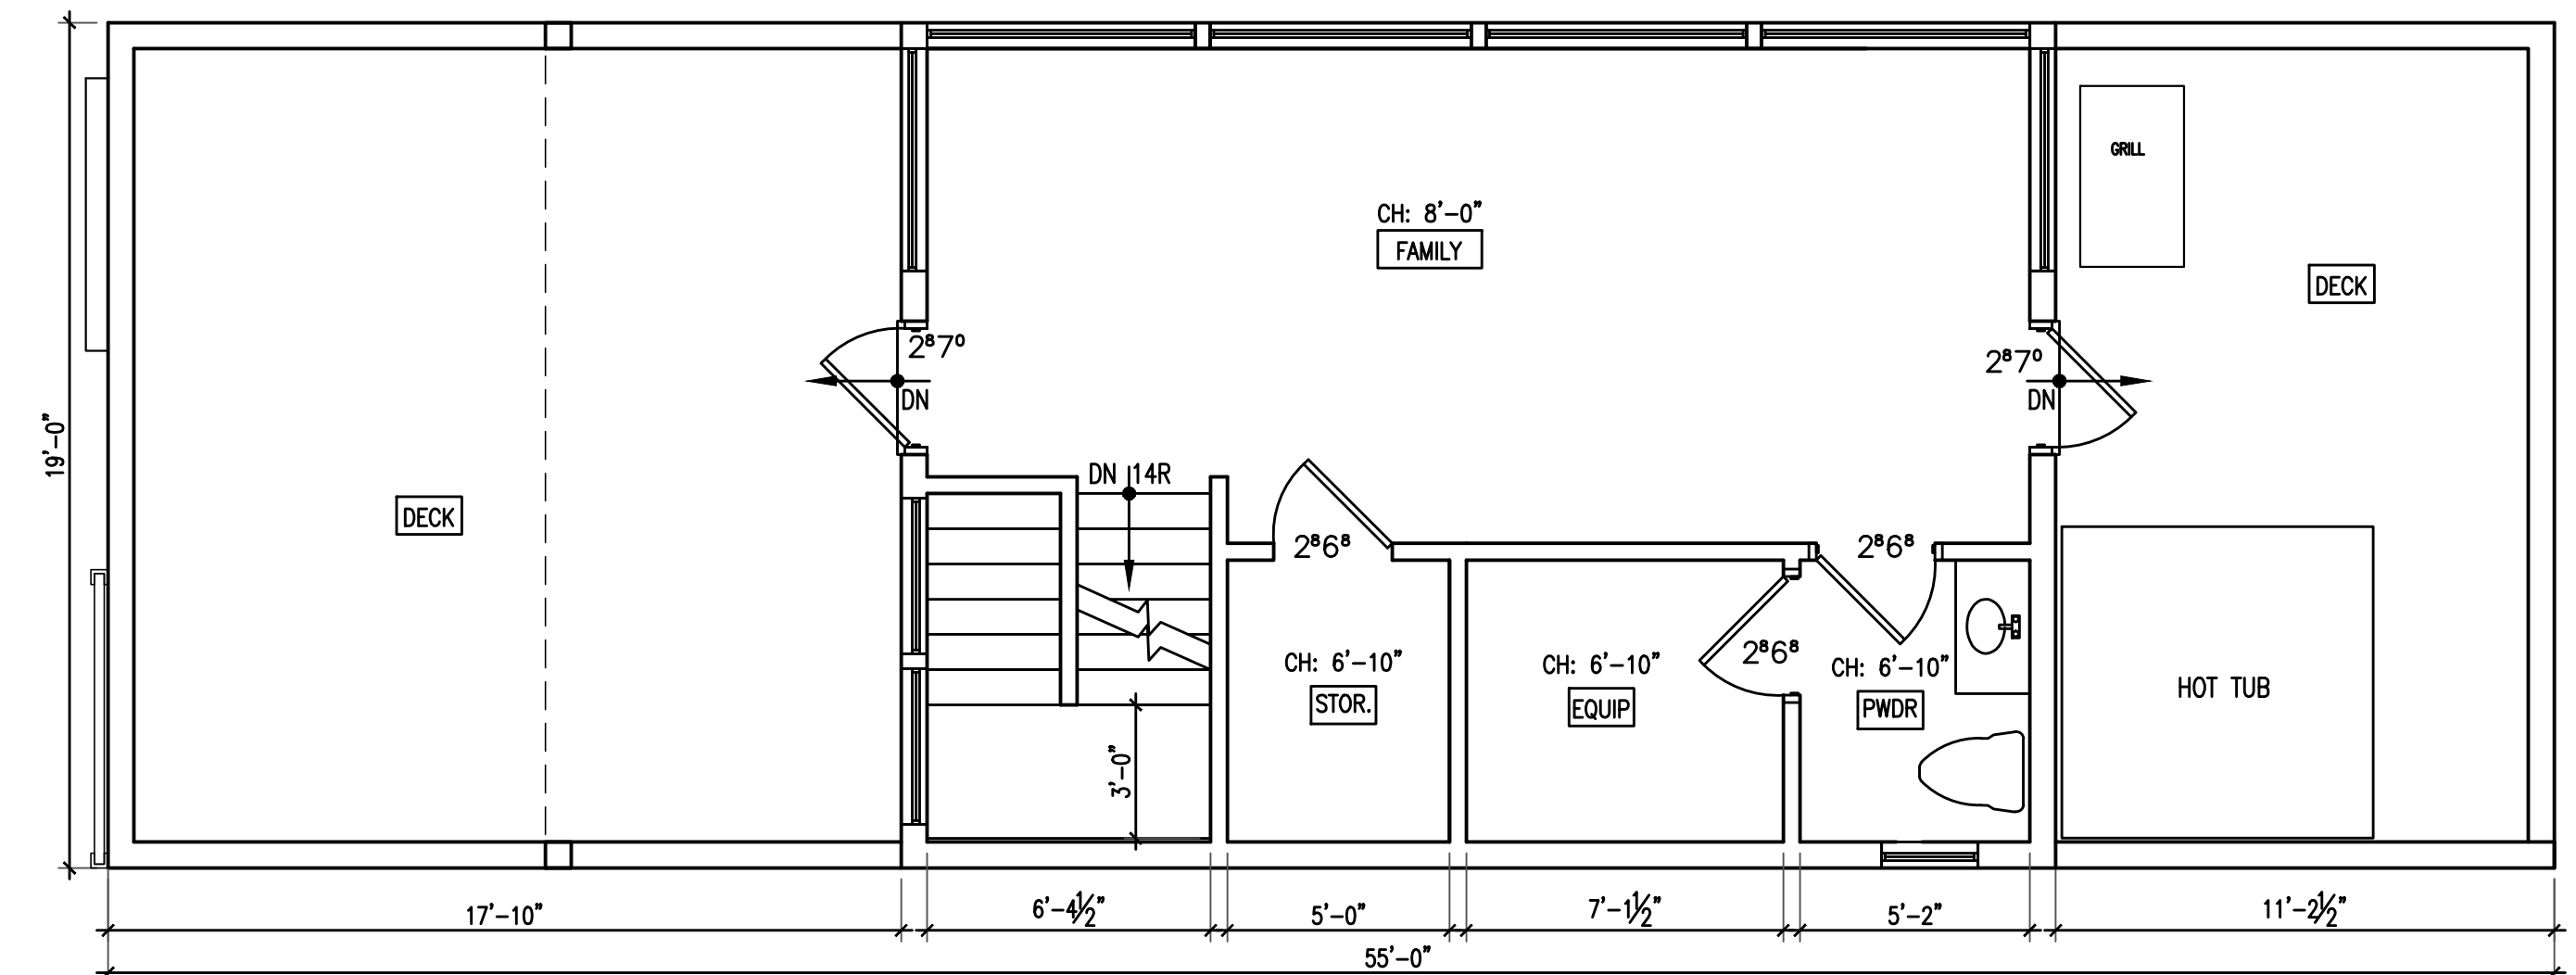 GRILL
CH: 8'-0"
FAMILY
DECK
2⁸7⁰
2⁸7⁰
DN
DN
19'-0"
DN 14R
DECK
2⁸6⁸
2⁸6⁸
2⁸6⁸
CH: 6'-10"
CH: 6'-10"
CH: 6'-10"
STOR.
EQUIP
PWDR
HOT TUB
3'-0"
17'-10"
6'-4½"
5'-0"
7'-1½"
5'-2"
11'-2½"
55'-0"